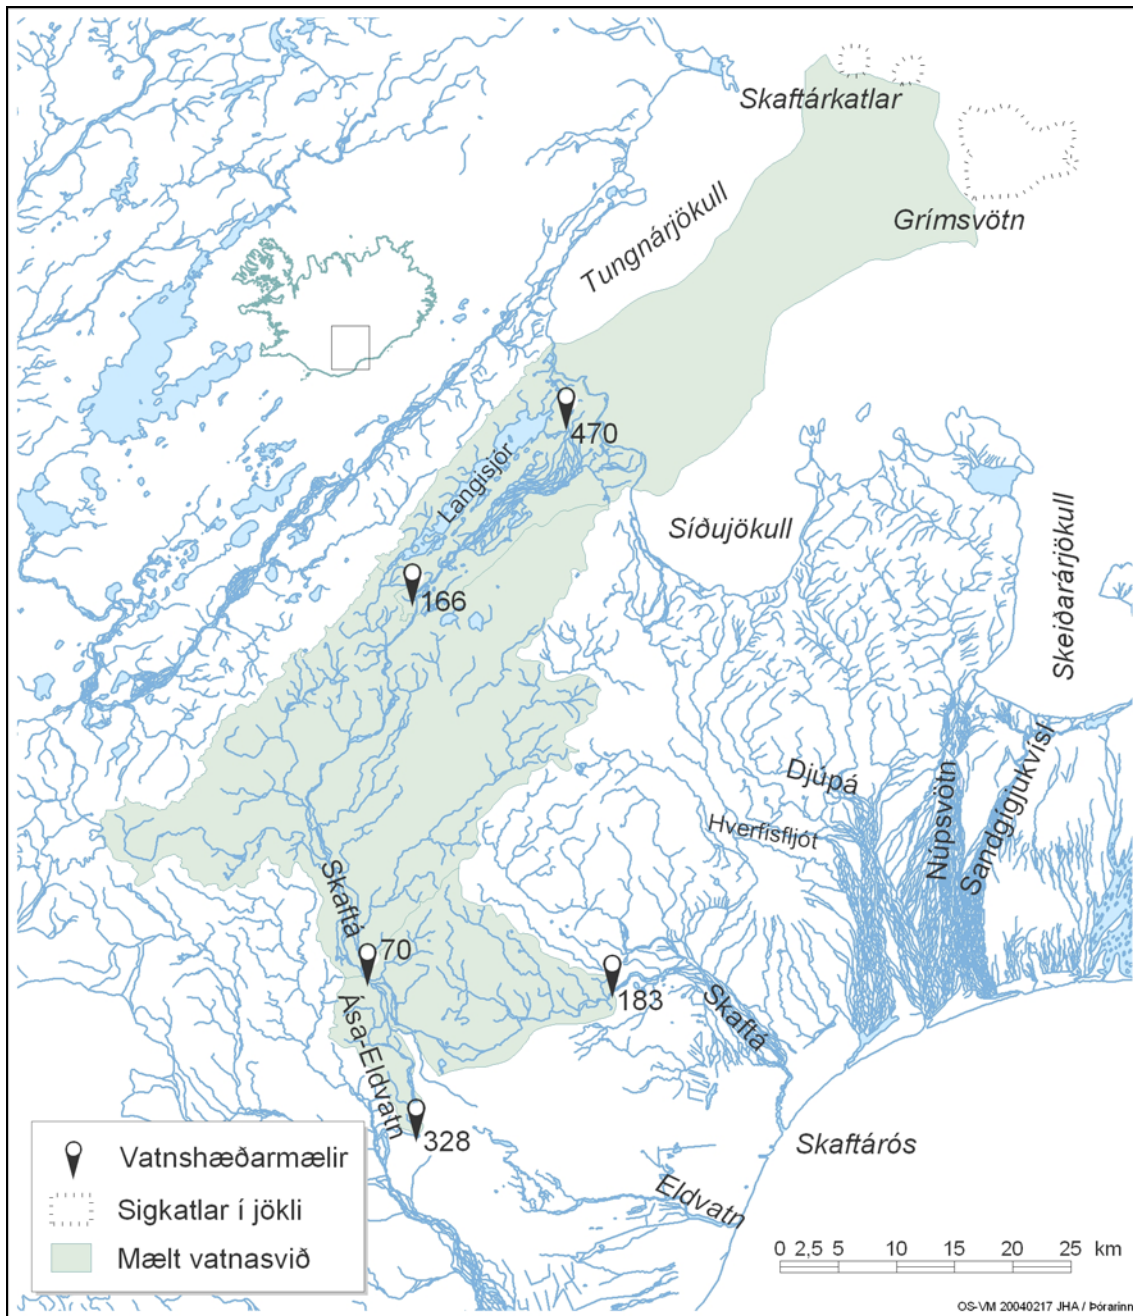 Skaftárkatlar
Grímsvötn
Tungnárjökull
470
Langisjór
Síðujökull
166
Skeiðarárjökull
Djúpá
Hverfisfljót
Núpsvötn
Sandgígjukvísl
Skaftá
70
183
Skaftá
Ása-Eldvatn
328
Skaftárós
Eldvatn
Vatnshæðarmælir
Sigkatlar í jökli
Mælt vatnasvið
0 2,5 5 10 15 20 25 km
OS-VM 20040217 JHA / Þórarinn